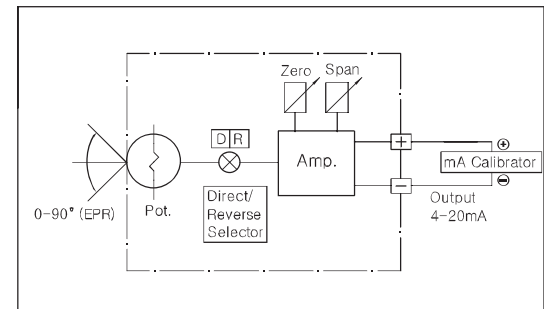 Zero Span
D R
Amp.
+
⊕
mA Calibrator
−
⊖
0-90° (EPR)
Pot.
Direct/
Reverse
Selector
Output
4-20mA